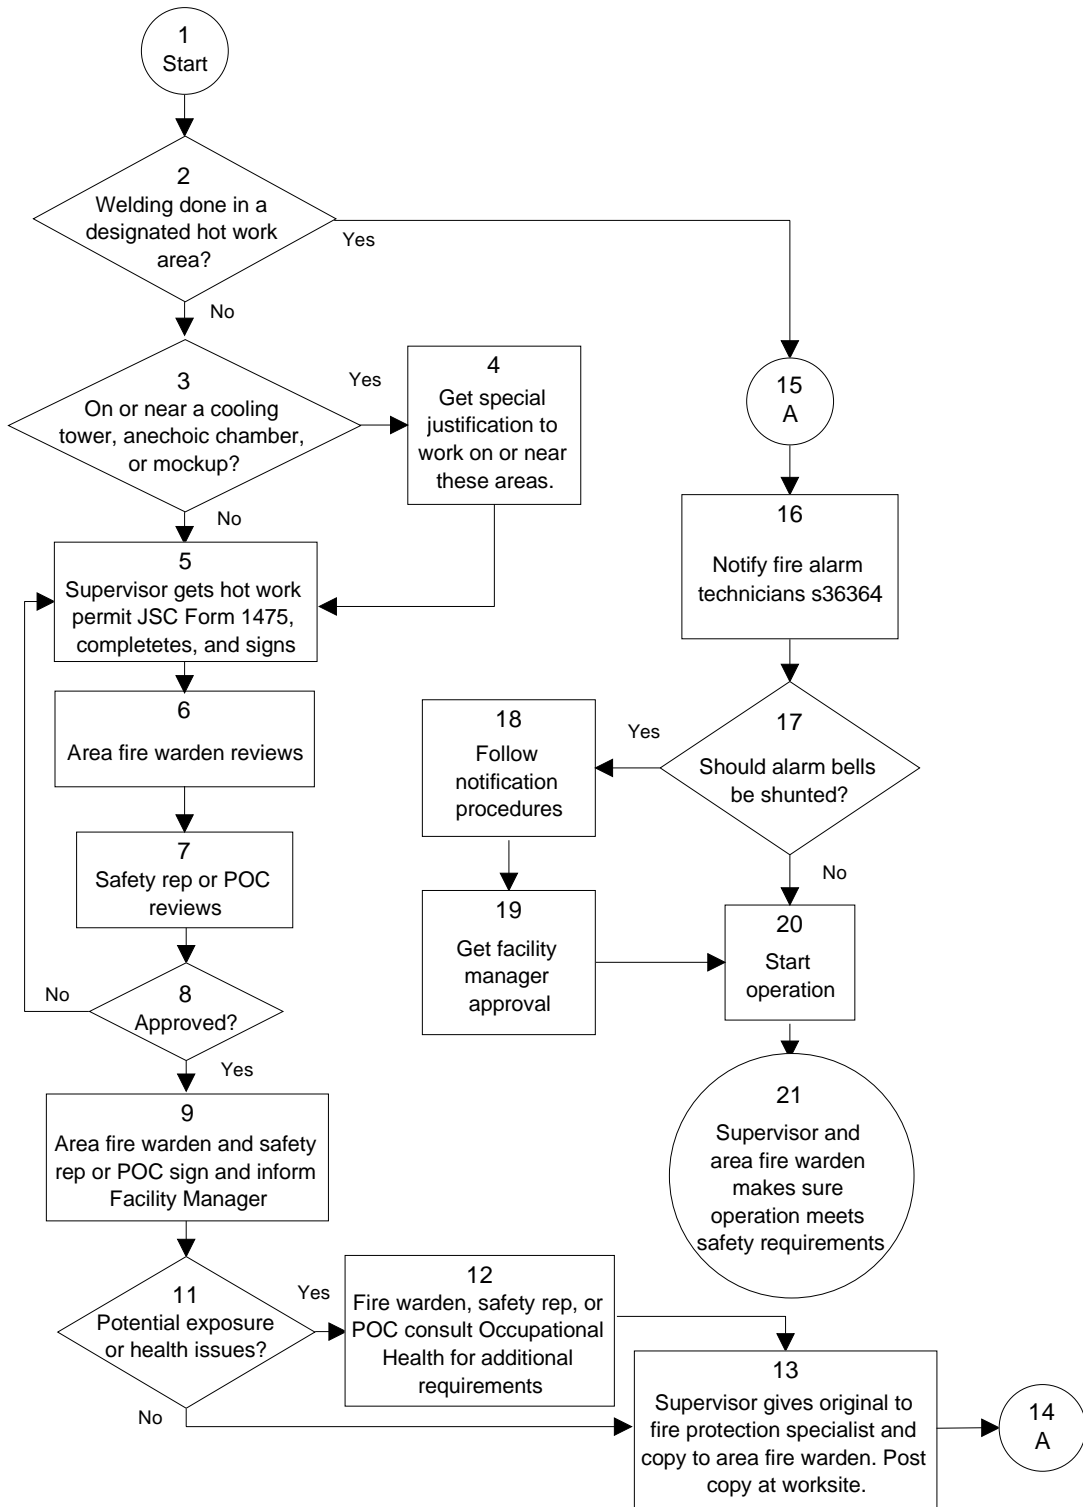 1
Start
2
Welding done in a
designated hot work
area?
Yes
No
3
On or near a cooling
tower, anechoic chamber,
or mockup?
Yes
No
4
Get special
justification to
work on or near
these areas.
5
Supervisor gets hot work
permit JSC Form 1475,
completetes, and signs
6
Area fire warden reviews
7
Safety rep or POC
reviews
8
Approved?
No
Yes
9
Area fire warden and safety
rep or POC sign and inform
Facility Manager
11
Potential exposure
or health issues?
Yes
No
12
Fire warden, safety rep, or
POC consult Occupational
Health for additional
requirements
13
Supervisor gives original to
fire protection specialist and
copy to area fire warden. Post
copy at worksite.
14
A
15
A
16
Notify fire alarm
technicians s36364
17
Should alarm bells
be shunted?
Yes
No
18
Follow
notification
procedures
19
Get facility
manager
approval
20
Start
operation
21
Supervisor and
area fire warden
makes sure
operation meets
safety requirements